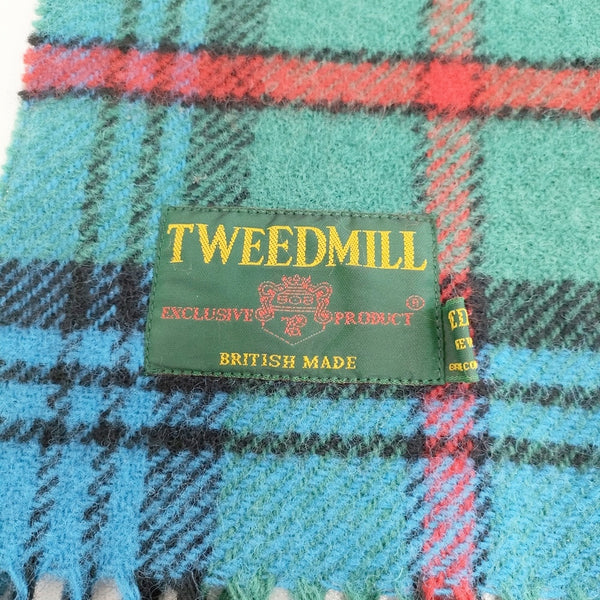 TWEEDMILL
EXCLUSIVE PRODUCT ®
BRITISH MADE